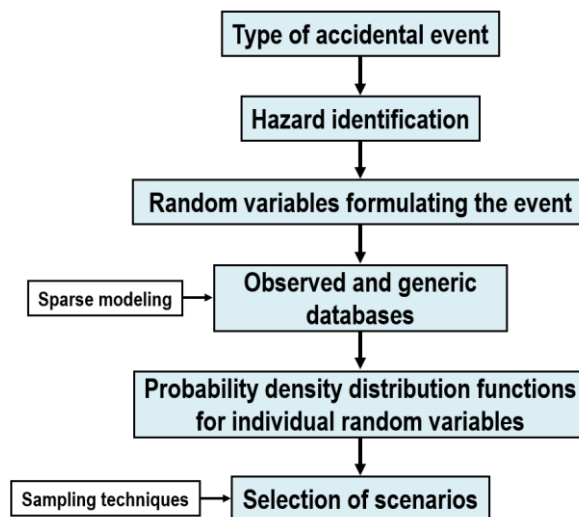 Type of accidental event
Hazard identification
Random variables formulating the event
Sparse modeling
Observed and generic
databases
Probability density distribution functions
for individual random variables
Sampling techniques
Selection of scenarios